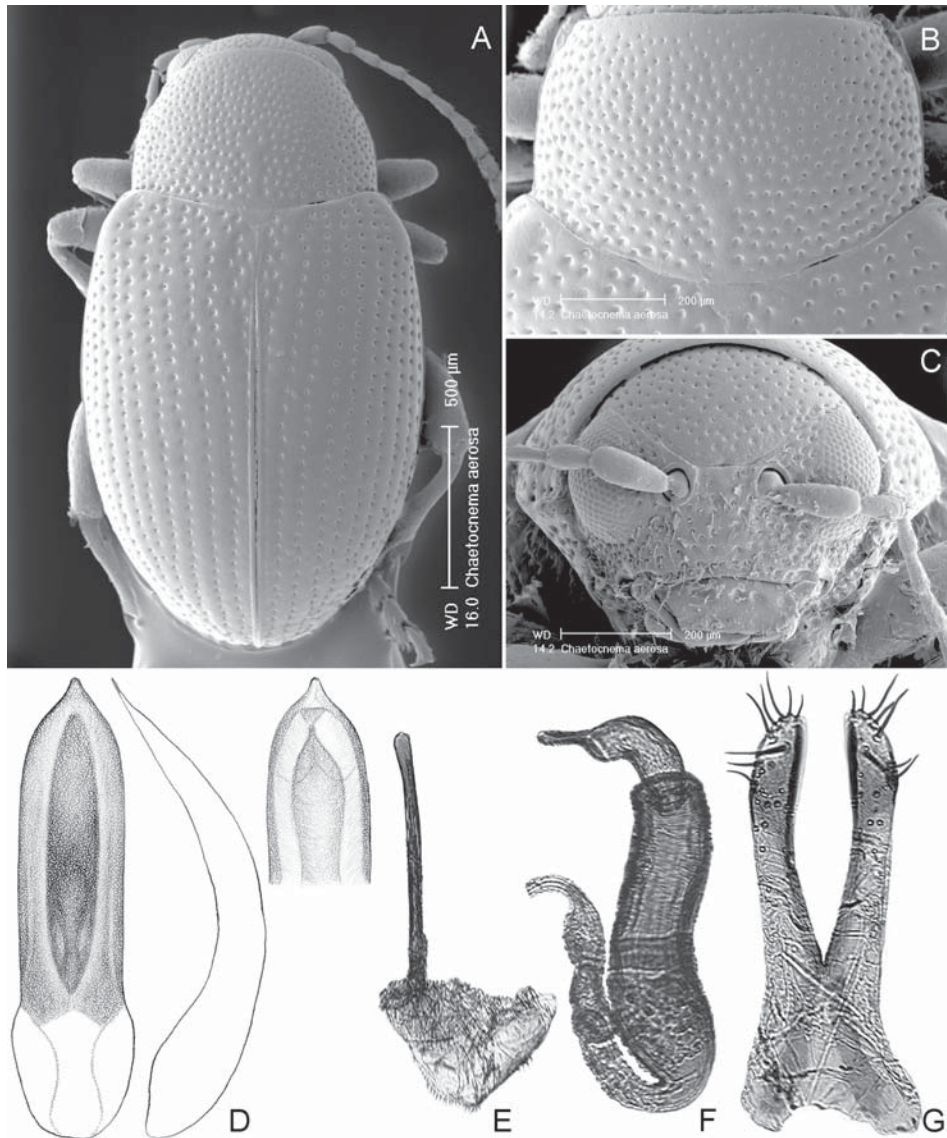 A
WD 500 µm
16.0 Chaetocnema aerosa
B
WD 200 µm
14.2 Chaetocnema aerosa
C
WD 200 µm
14.2 Chaetocnema aerosa
D
E
F
G